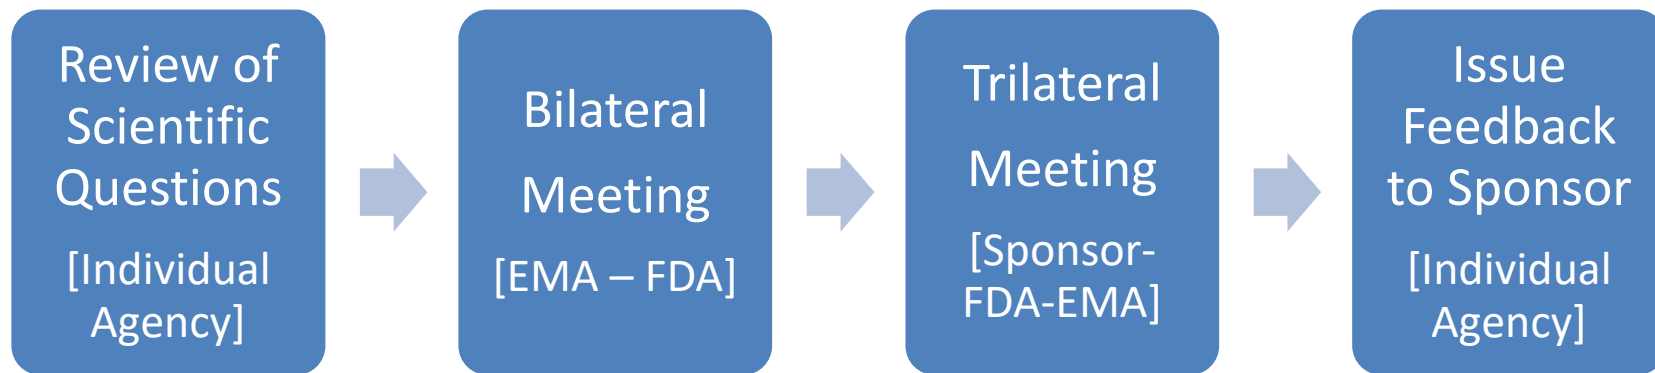 Review of
Scientific
Questions
[Individual
Agency]
Bilateral
Meeting
[EMA – FDA]
Trilateral
Meeting
[Sponsor-
FDA-EMA]
Issue
Feedback
to Sponsor
[Individual
Agency]